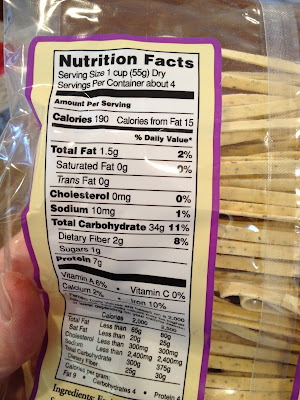 Nutrition Facts
Serving Size 1 cup (55g) Dry
Servings Per Container about 4
Amount Per Serving
Calories 190 Calories from Fat 15
% Daily Value*
Total Fat 1.5g 2%
Saturated Fat 0g 0%
Trans Fat 0g
Cholesterol 0mg 0%
Sodium 10mg 1%
Total Carbohydrate 34g 11%
Dietary Fiber 2g 8%
Sugars 1g
Protein 7g
Vitamin A 8% • Vitamin C 0%
Calcium 2% • Iron 10%
Calories 2,000 2,500
Total Fat Less than 65g 80g
Sat Fat Less than 20g 25g
Cholesterol Less than 300mg 300mg
Sodium Less than 2,400mg 2,400mg
Total Carbohydrate 300g 375g
Dietary Fiber 25g 30g
Calories per gram:
Carbohydrates 4 • Protein 4
Ingredients: